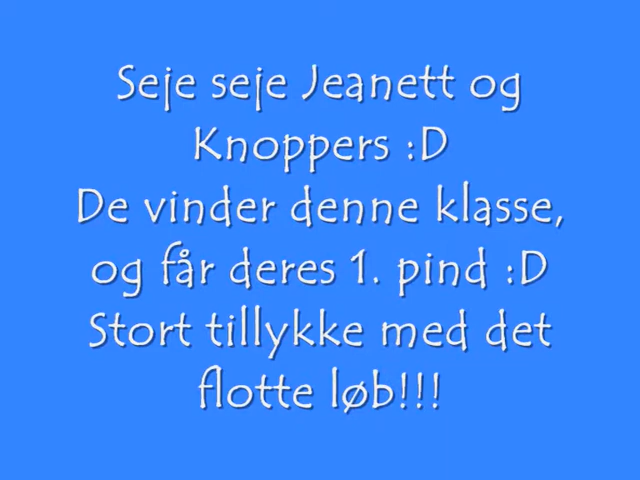 Seje seje Jeanett og
Knoppers :D
De vinder denne klasse,
og får deres 1. pind :D
Stort tillykke med det
flotte løb!!!